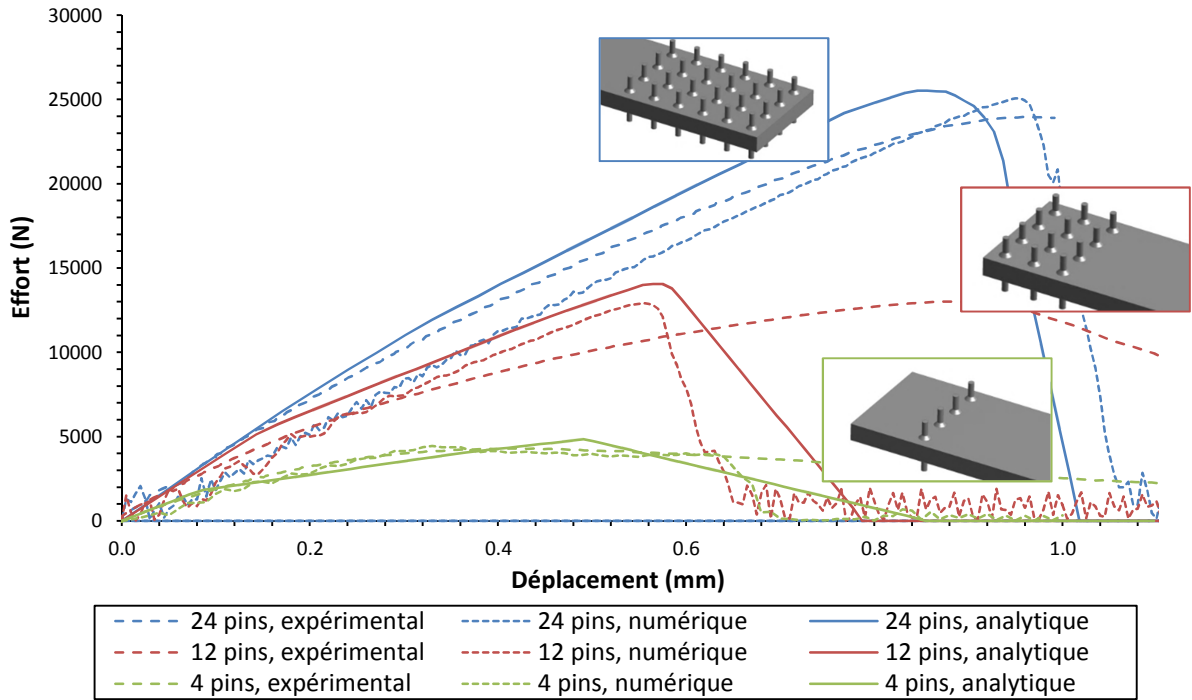 30000
25000
20000
15000
10000
5000
0
Effort (N)
0.0 0.2 0.4 0.6 0.8 1.0
Déplacement (mm)
24 pins, expérimental 24 pins, numérique 24 pins, analytique
12 pins, expérimental 12 pins, numérique 12 pins, analytique
4 pins, expérimental 4 pins, numérique 4 pins, analytique